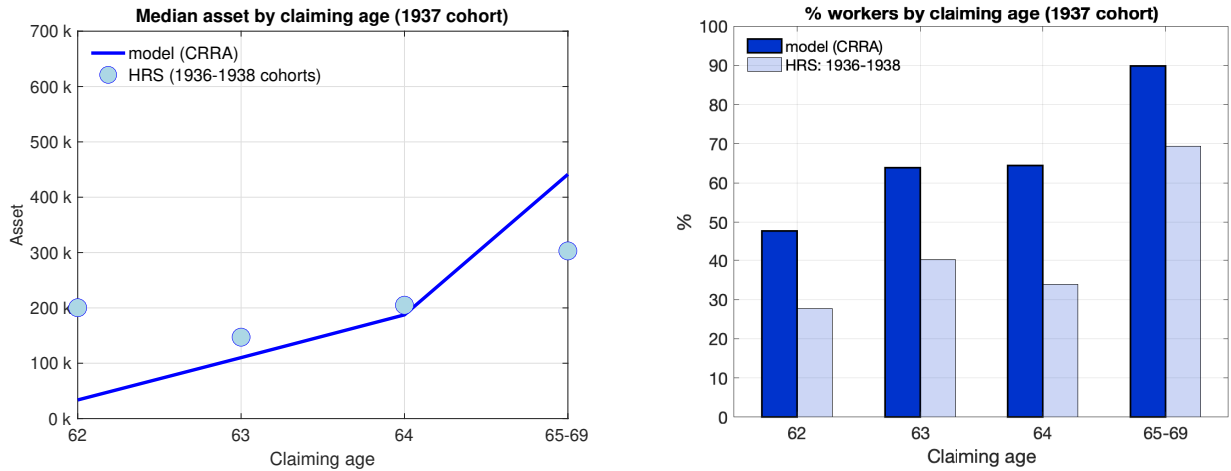 Median asset by claiming age (1937 cohort)
700 k
600 k
500 k
400 k
300 k
200 k
100 k
0 k
Asset
model (CRRA)
HRS (1936-1938 cohorts)
62
63
64
65-69
Claiming age
% workers by claiming age (1937 cohort)
100
90
80
70
60
50
40
30
20
10
0
%
model (CRRA)
HRS: 1936-1938
62
63
64
65-69
Claiming age